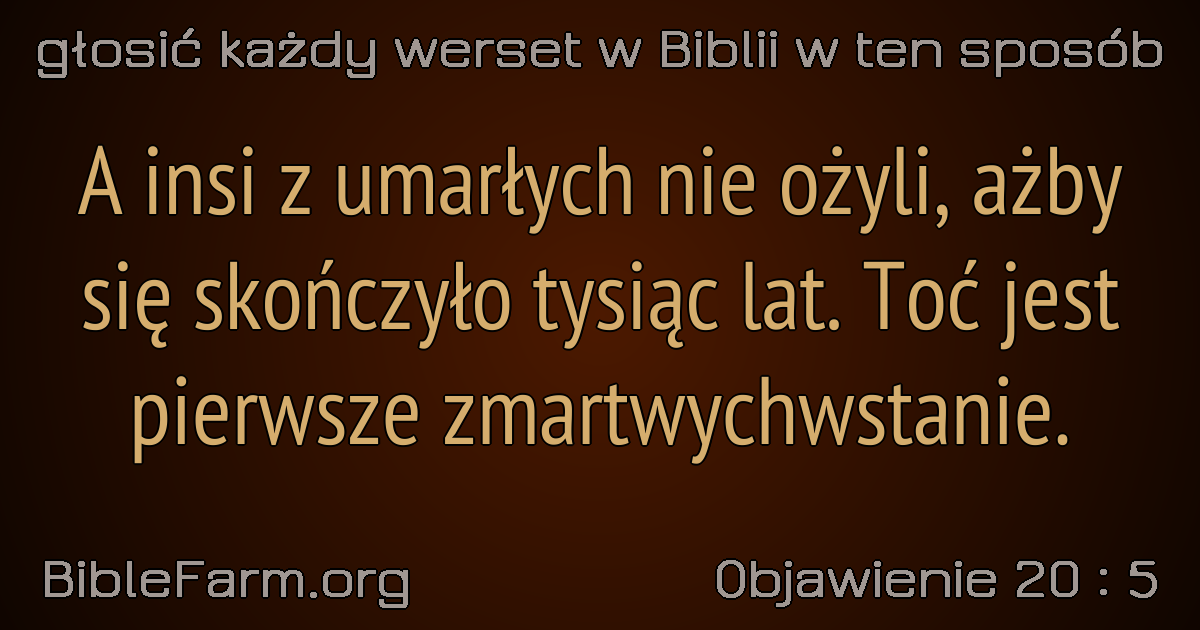 głosić każdy werset w Biblii w ten sposób
A insi z umarłych nie ożyli, ażby
się skończyło tysiąc lat. Toć jest
pierwsze zmartwychwstanie.
BibleFarm.org
Objawienie 20 : 5